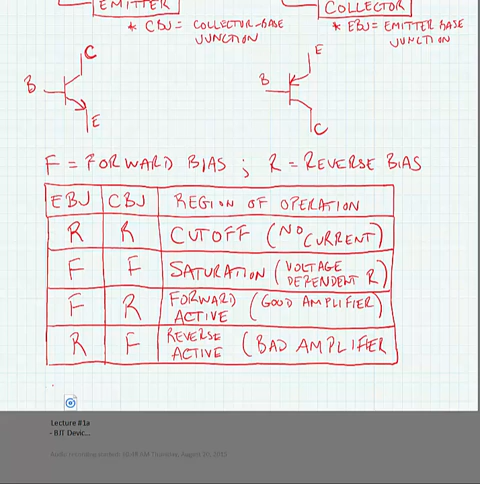 EMITTER
COLLECTOR
* CBJ = COLLECTOR-BASE
JUNCTION
* EBJ = EMITTER BASE
JUNCTION
C
B
E
E
B
C
F = FORWARD BIAS ; R = REVERSE BIAS
EBJ CBJ REGION OF OPERATION
R R CUTOFF (NO CURRENT)
F F SATURATION (VOLTAGE DEPENDENT R)
F R FORWARD ACTIVE (GOOD AMPLIFIER)
R F REVERSE ACTIVE (BAD AMPLIFIER
Lecture #1a
- BJT Devic...